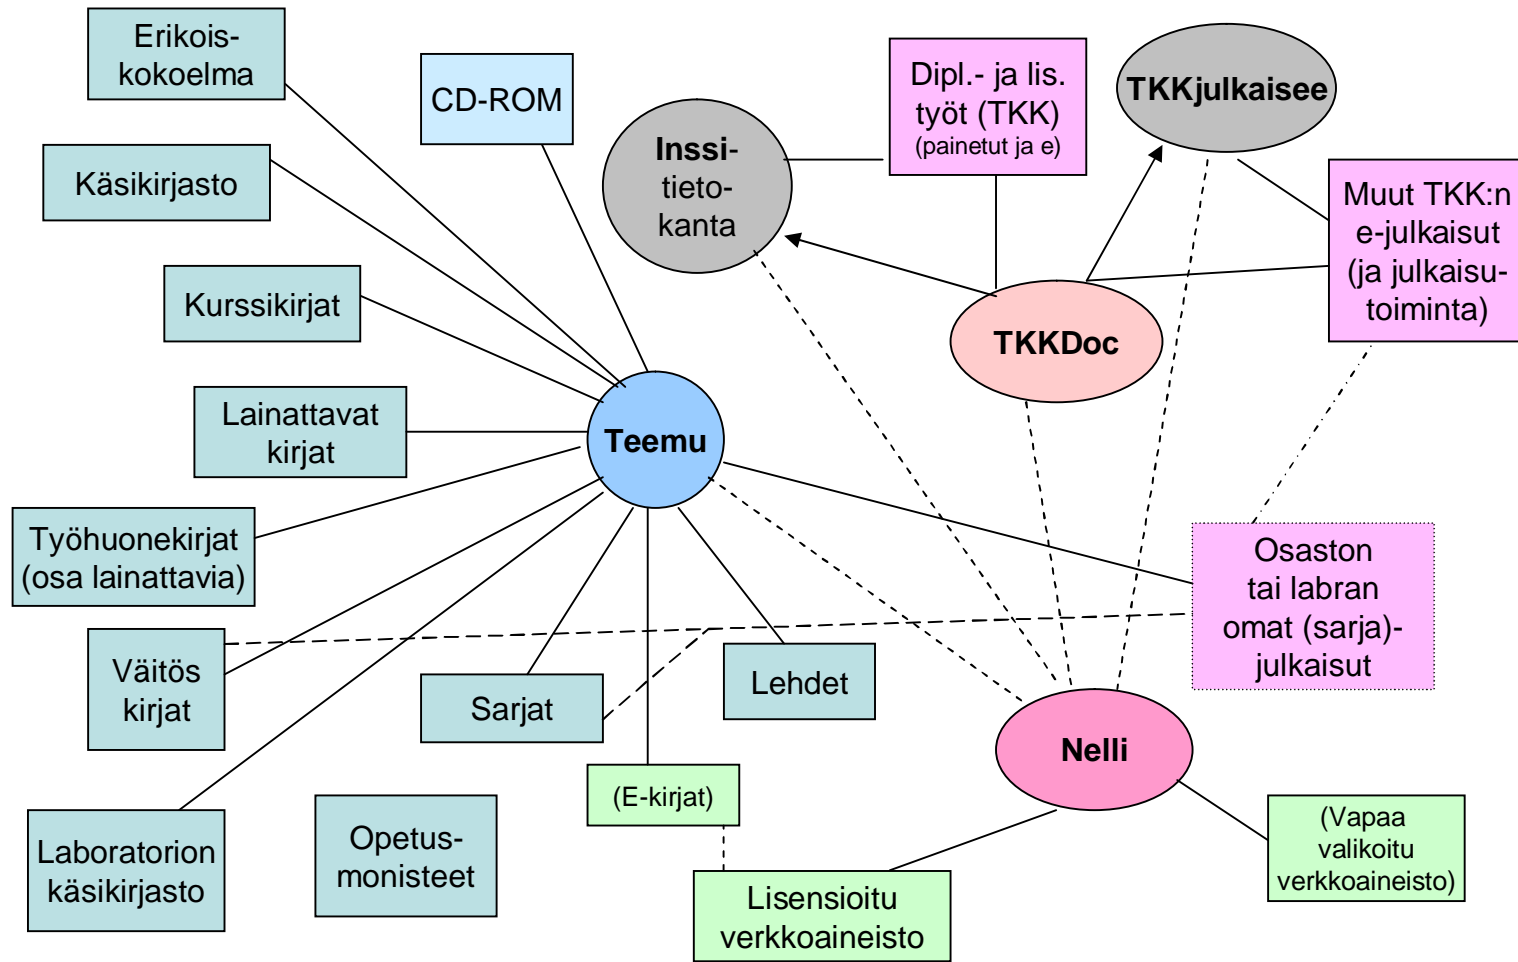 Erikois-
kokoelma
CD-ROM
Dipl.- ja lis.
työt (TKK)
(painetut ja e)
TKKjulkaisee
Inssi-
tieto-
kanta
Käsikirjasto
Muut TKK:n
e-julkaisut
(ja julkaisu-
toiminta)
Kurssikirjat
TKKDoc
Lainattavat
kirjat
Teemu
Työhuonekirjat
(osa lainattavia)
Osaston
tai labran
omat (sarja)-
julkaisut
Väitös
kirjat
Sarjat
Lehdet
Nelli
(E-kirjat)
Laboratorion
käsikirjasto
Opetus-
monisteet
Lisensioitu
verkkoaineisto
(Vapaa
valikoitu
verkkoaineisto)